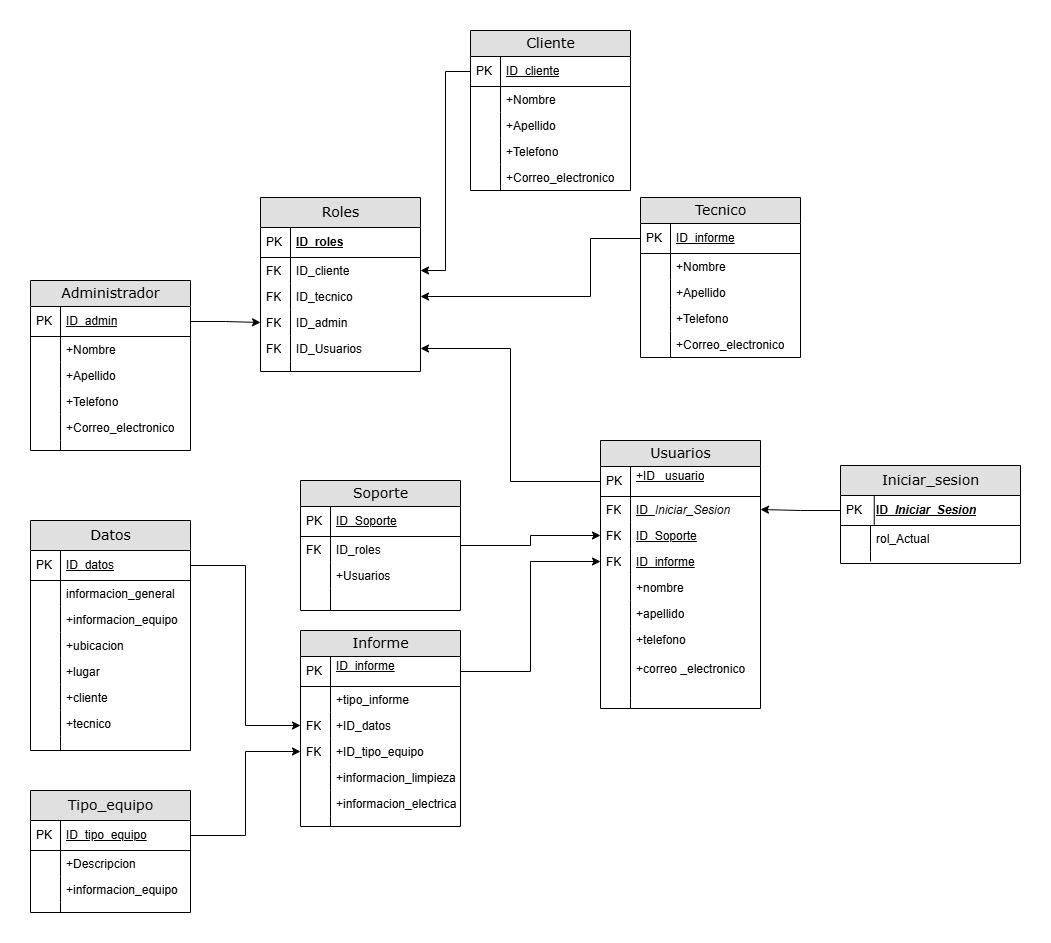 Cliente
PK ID_cliente
+Nombre
+Apellido
+Telefono
+Correo_electronico
Roles
PK ID_roles
FK ID_cliente
FK ID_tecnico
FK ID_admin
FK ID_Usuarios
Tecnico
PK ID_informe
+Nombre
+Apellido
+Telefono
+Correo_electronico
Administrador
PK ID_admin
+Nombre
+Apellido
+Telefono
+Correo_electronico
Usuarios
PK +ID_ usuario
FK ID_Iniciar_Sesion
FK ID_Soporte
FK ID_informe
+nombre
+apellido
+telefono
+correo _electronico
Iniciar_sesion
PK ID_Iniciar_Sesion
rol_Actual
Soporte
PK ID_Soporte
FK ID_roles
+Usuarios
Datos
PK ID_datos
informacion_general
+informacion_equipo
+ubicacion
+lugar
+cliente
+tecnico
Informe
PK ID_informe
+tipo_informe
FK +ID_datos
FK +ID_tipo_equipo
+informacion_limpieza
+informacion_electrica
Tipo_equipo
PK ID_tipo_equipo
+Descripcion
+informacion_equipo